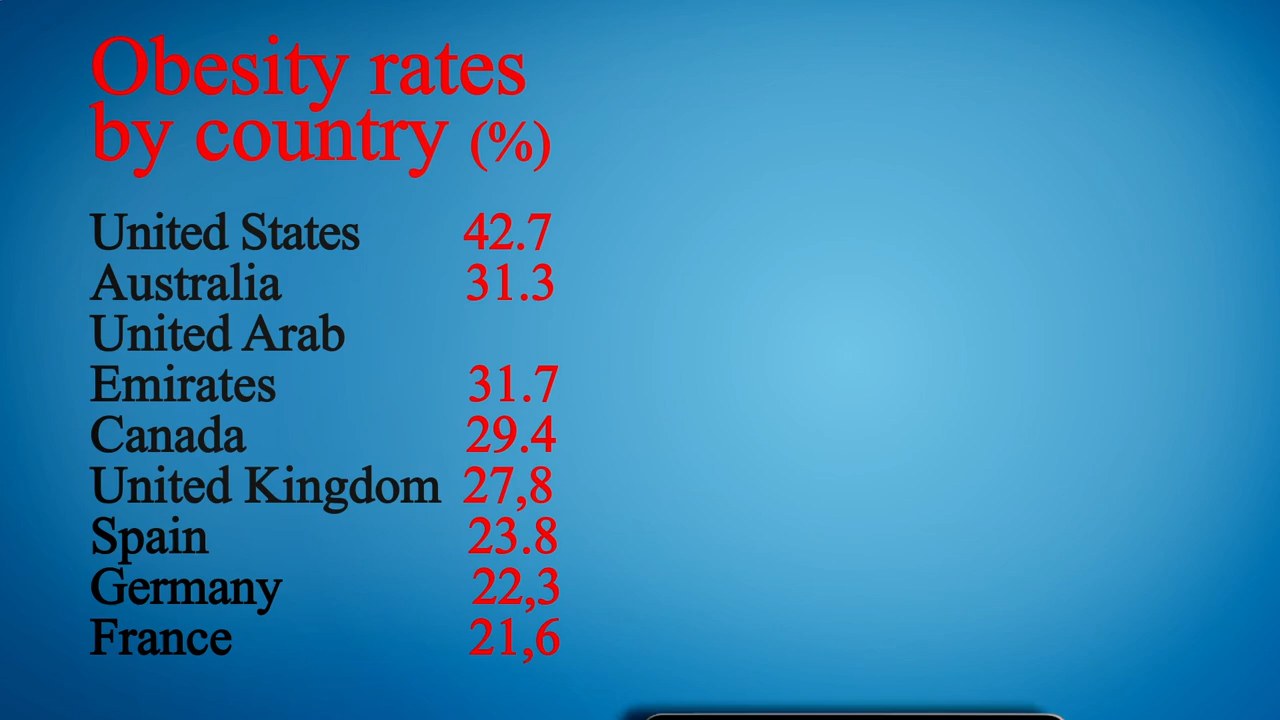 Obesity rates
by country (%)
United States 42.7
Australia 31.3
United Arab
Emirates 31.7
Canada 29.4
United Kingdom 27,8
Spain 23.8
Germany 22,3
France 21,6